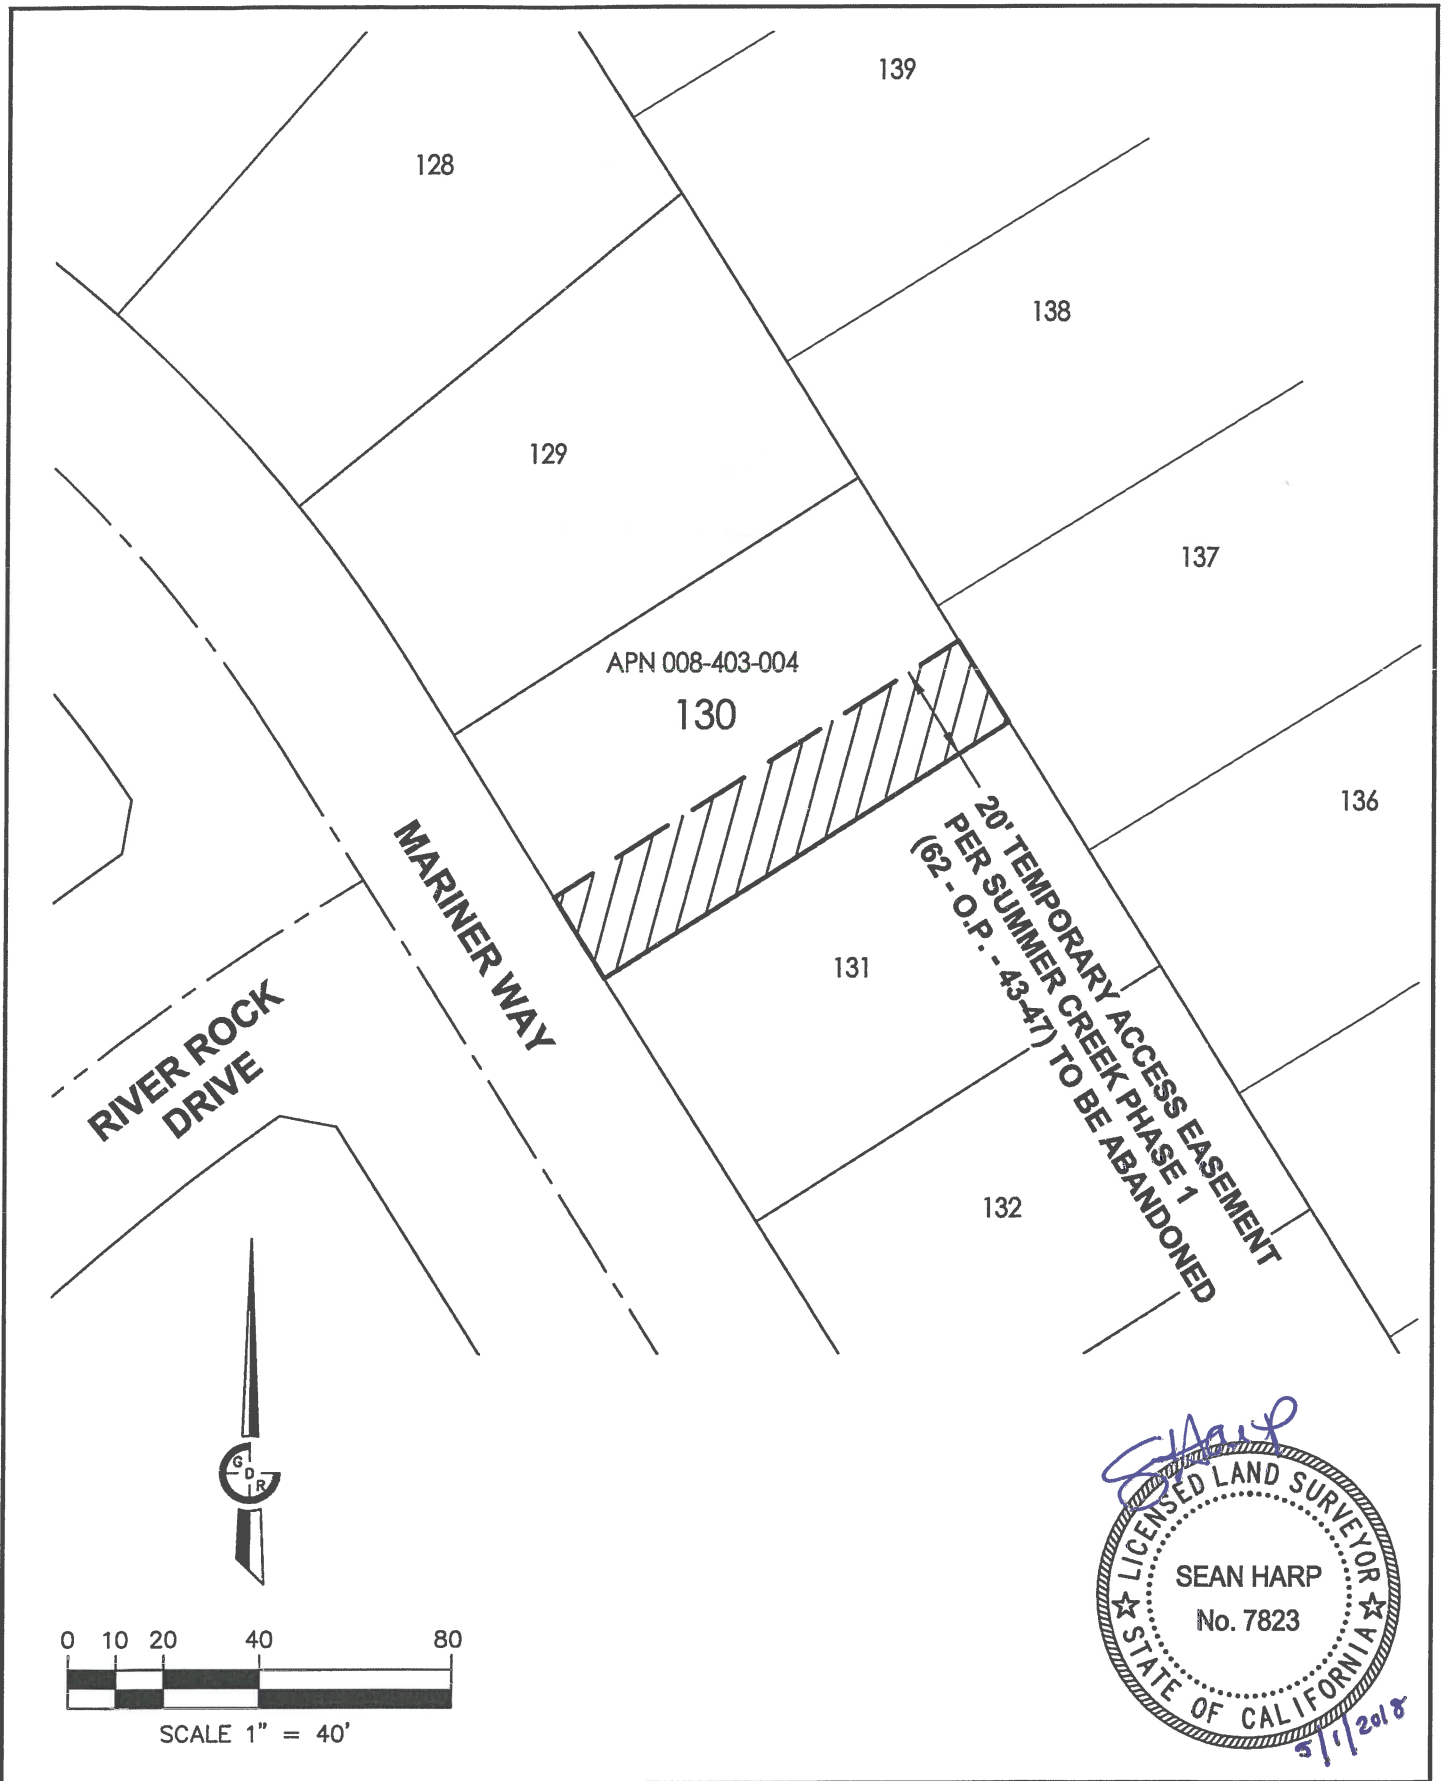 139
128
138
129
137
APN 008-403-004
130
136
20' TEMPORARY ACCESS EASEMENT
PER SUMMER CREEK PHASE 1
(62 - O.P. - 43-47) TO BE ABANDONED
MARINER WAY
131
RIVER ROCK
DRIVE
132
G
D
R
SHarp
LICENSED LAND SURVEYOR
SEAN HARP
No. 7823
STATE OF CALIFORNIA
5/1/2018
0 10 20 40 80
SCALE 1" = 40'